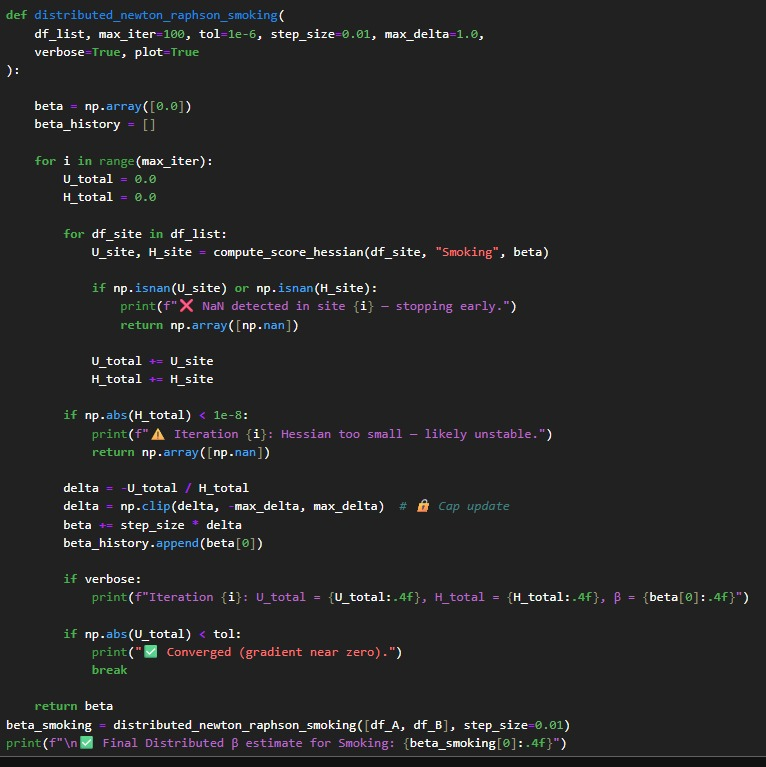 def distributed_newton_raphson_smoking(
    df_list, max_iter=100, tol=1e-6, step_size=0.01, max_delta=1.0,
    verbose=True, plot=True
):
    beta = np.array([0.0])
    beta_history = []
    for i in range(max_iter):
        U_total = 0.0
        H_total = 0.0
        for df_site in df_list:
            U_site, H_site = compute_score_hessian(df_site, "Smoking", beta)
            if np.isnan(U_site) or np.isnan(H_site):
                print(f"❌ NaN detected in site {i} — stopping early.")
                return np.array([np.nan])
            U_total += U_site
            H_total += H_site
        if np.abs(H_total) < 1e-8:
            print(f"⚠️ Iteration {i}: Hessian too small — likely unstable.")
            return np.array([np.nan])
        delta = -U_total / H_total
        delta = np.clip(delta, -max_delta, max_delta)  # 🔒 Cap update
        beta += step_size * delta
        beta_history.append(beta[0])
        if verbose:
            print(f"Iteration {i}: U_total = {U_total:.4f}, H_total = {H_total:.4f}, β = {beta[0]:.4f}")
        if np.abs(U_total) < tol:
            print("✅ Converged (gradient near zero).")
            break
    return beta
beta_smoking = distributed_newton_raphson_smoking([df_A, df_B], step_size=0.01)
print(f"\n✅ Final Distributed β estimate for Smoking: {beta_smoking[0]:.4f}")